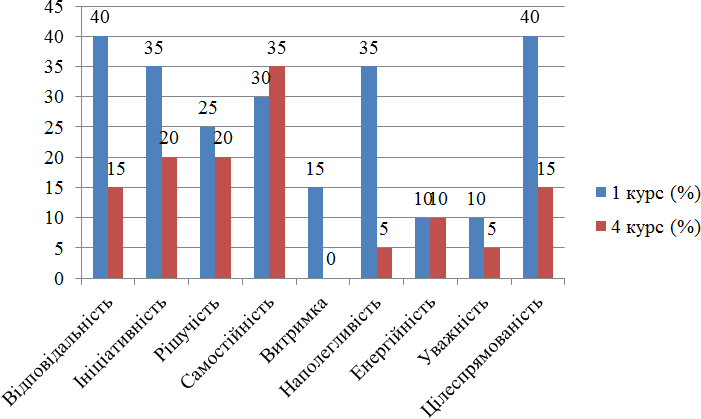 45
40
35
30
25
20
15
10
5
0
40
15
35
20
25
20
30
35
15
0
35
5
10
10
10
5
40
15
Відповідальність
Ініціативність
Рішучість
Самостійність
Витримка
Наполегливість
Енергійність
Уважність
Цілеспрямованість
1 курс (%)
4 курс (%)